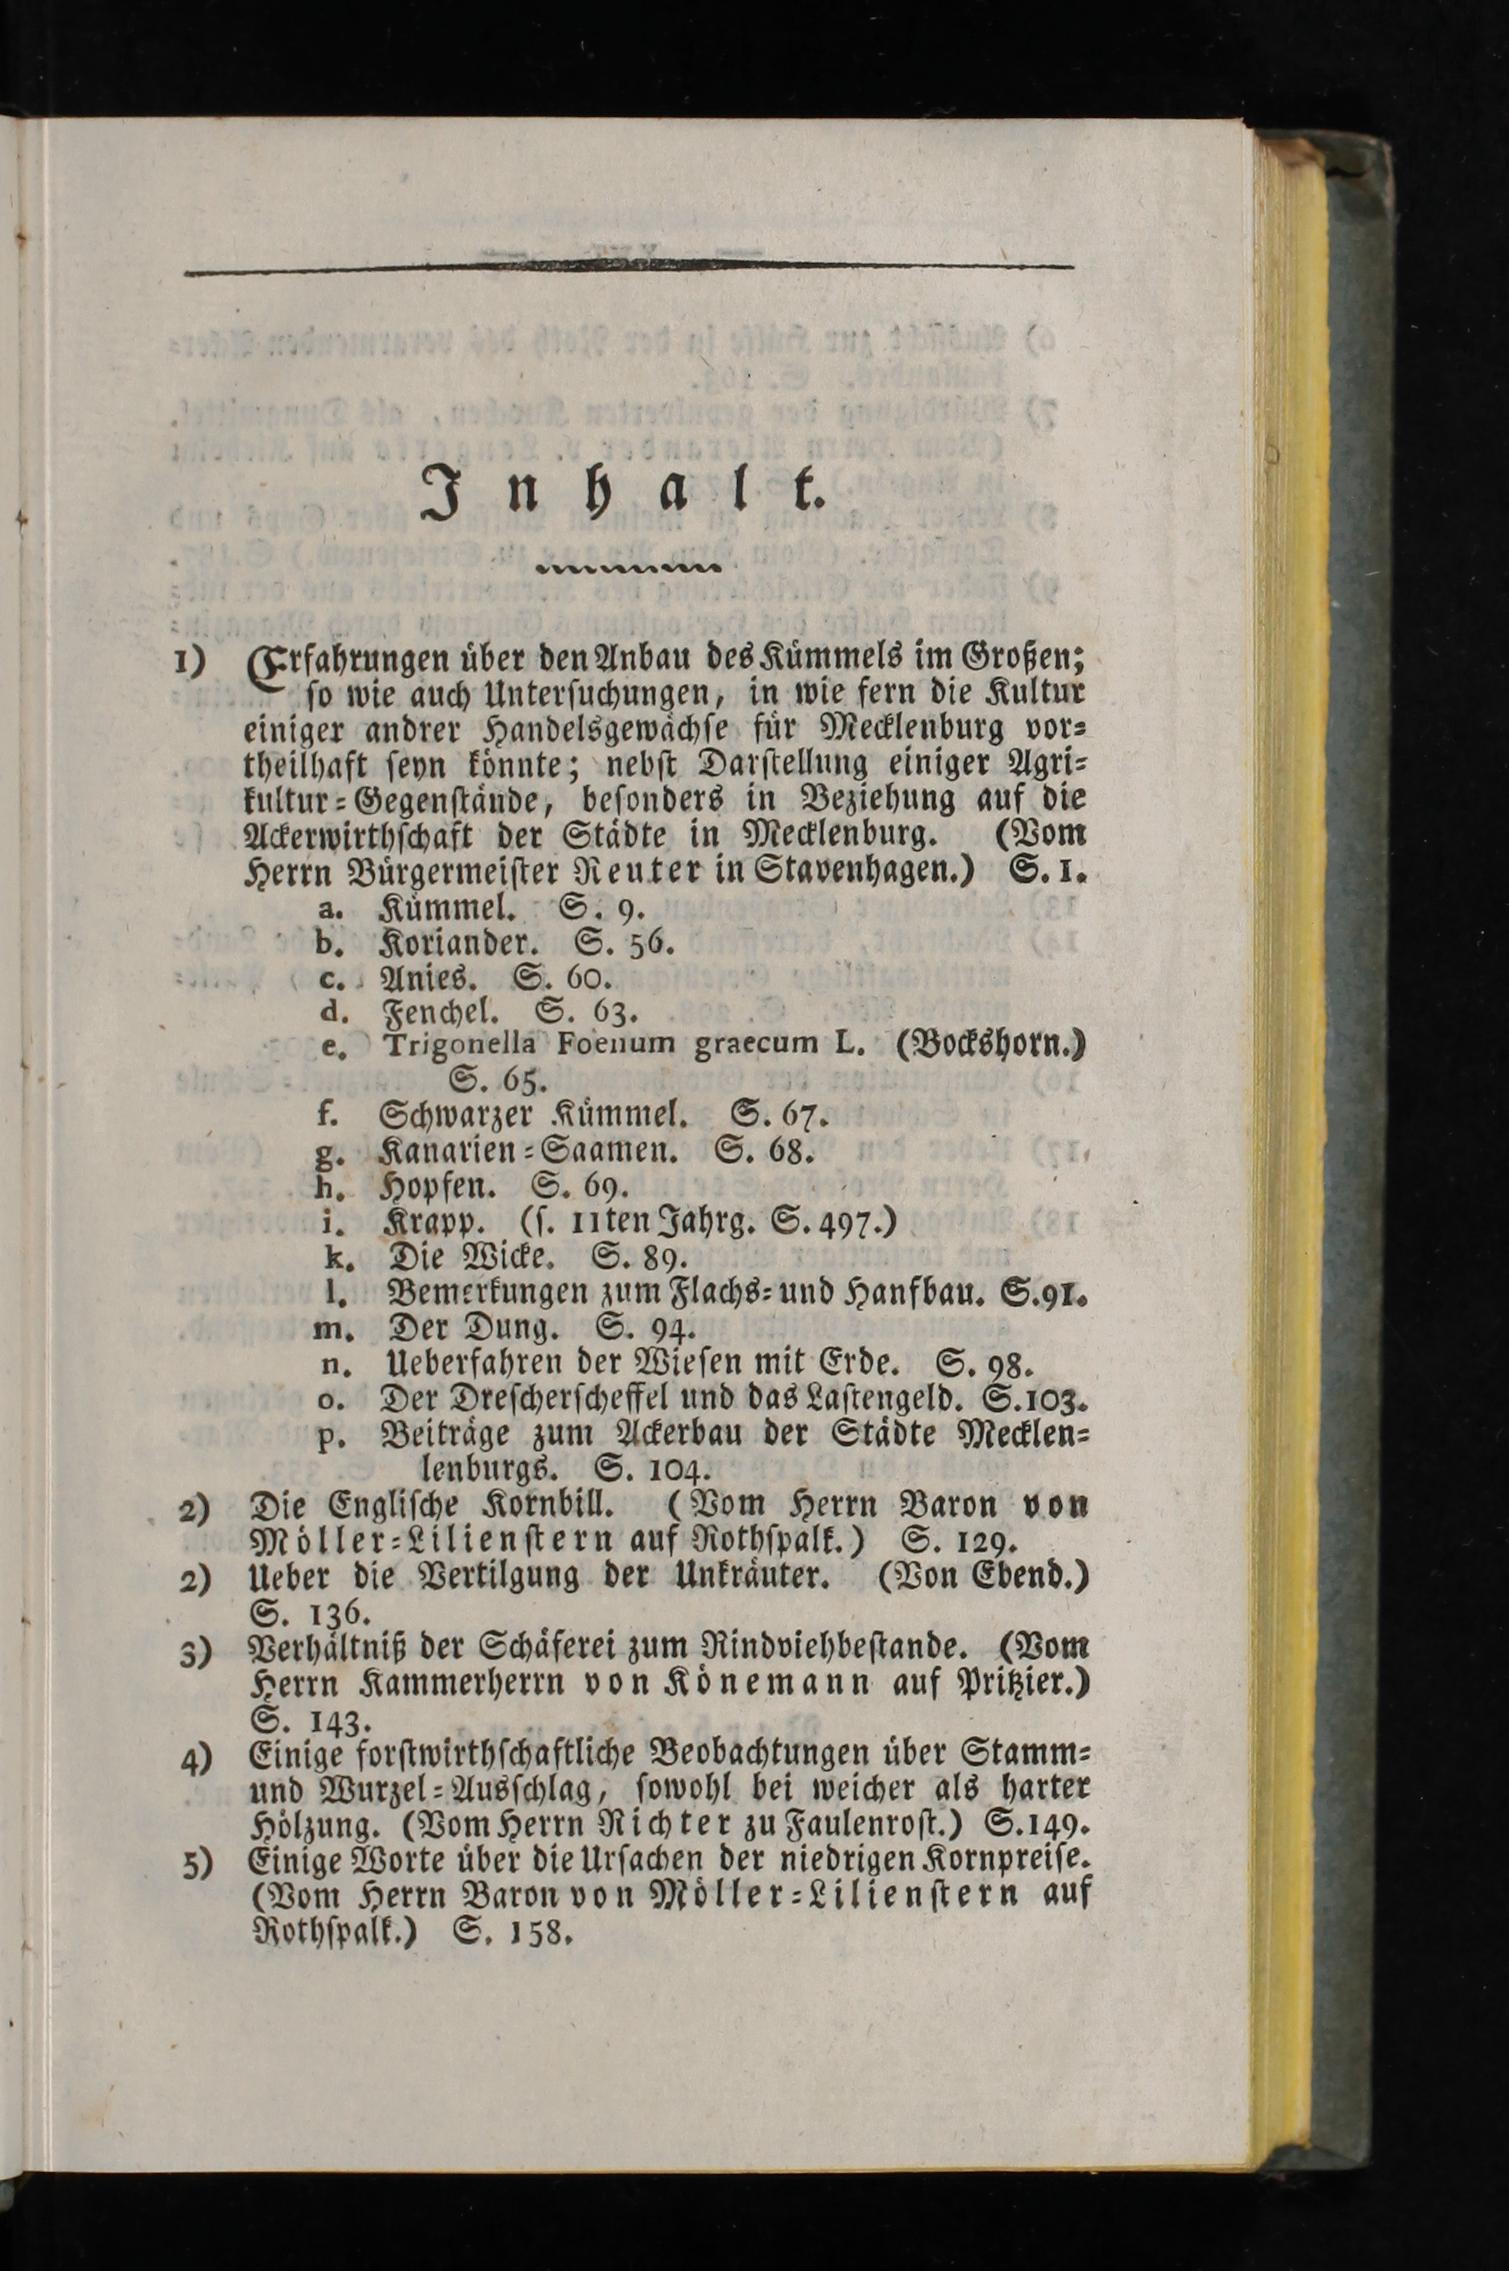 Inhalt.
1) Erfahrungen über den Anbau des Kümmels im Großen;
ſo wie auch Unterſuchungen, in wie fern die Kultur
einiger andrer Handelsgewächſe für Mecklenburg vor⸗
theilhaft ſeyn könnte; nebſt Darſtellung einiger Agri⸗
kultur⸗Gegenſtände, beſonders in Beziehung auf die
Ackerwirthſchaft der Städte in Mecklenburg. (Vom
Herrn Bürgermeiſter Reuter in Stavenhagen.) S. 1.
a. Kümmel. S. 9.
b. Koriander. S. 56.
c. Anies. S. 60.
d. Fenchel. S. 63.
e. Trigonella Foenum graecum L. (Bockshorn.)
S. 65.
f. Schwarzer Kümmel. S. 67.
g. Kanarien⸗Saamen. S. 68.
h. Hopfen. S. 69.
i. Krapp. (ſ. 11ten Jahrg. S. 497.)
k. Die Wicke. S. 89.
l. Bemerkungen zum Flachs⸗ und Hanfbau. S. 91.
m. Der Dung. S. 94.
n. Ueberfahren der Wieſen mit Erde. S. 98.
o. Der Dreſcherſcheffel und das Laſtengeld. S. 103.
p. Beiträge zum Ackerbau der Städte Mecklen⸗
lenburgs. S. 104.
2) Die Engliſche Kornbill. (Vom Herrn Baron von
Möller⸗Lilienſtern auf Rothſpalk.) S. 129.
2) Ueber die Vertilgung der Unkräuter. (Von Ebend.)
S. 136.
3) Verhältniß der Schäferei zum Rindviehbeſtande. (Vom
Herrn Kammerherrn von Könemann auf Pritzier.)
S. 143.
4) Einige forſtwirthſchaftliche Beobachtungen über Stamm⸗
und Wurzel⸗Ausſchlag, ſowohl bei weicher als harter
Hölzung. (Vom Herrn Richter zu Faulenroſt.) S. 149.
5) Einige Worte über die Urſachen der niedrigen Kornpreiſe.
(Vom Herrn Baron von Möller⸗Lilienſtern auf
Rothſpalk.) S. 158.